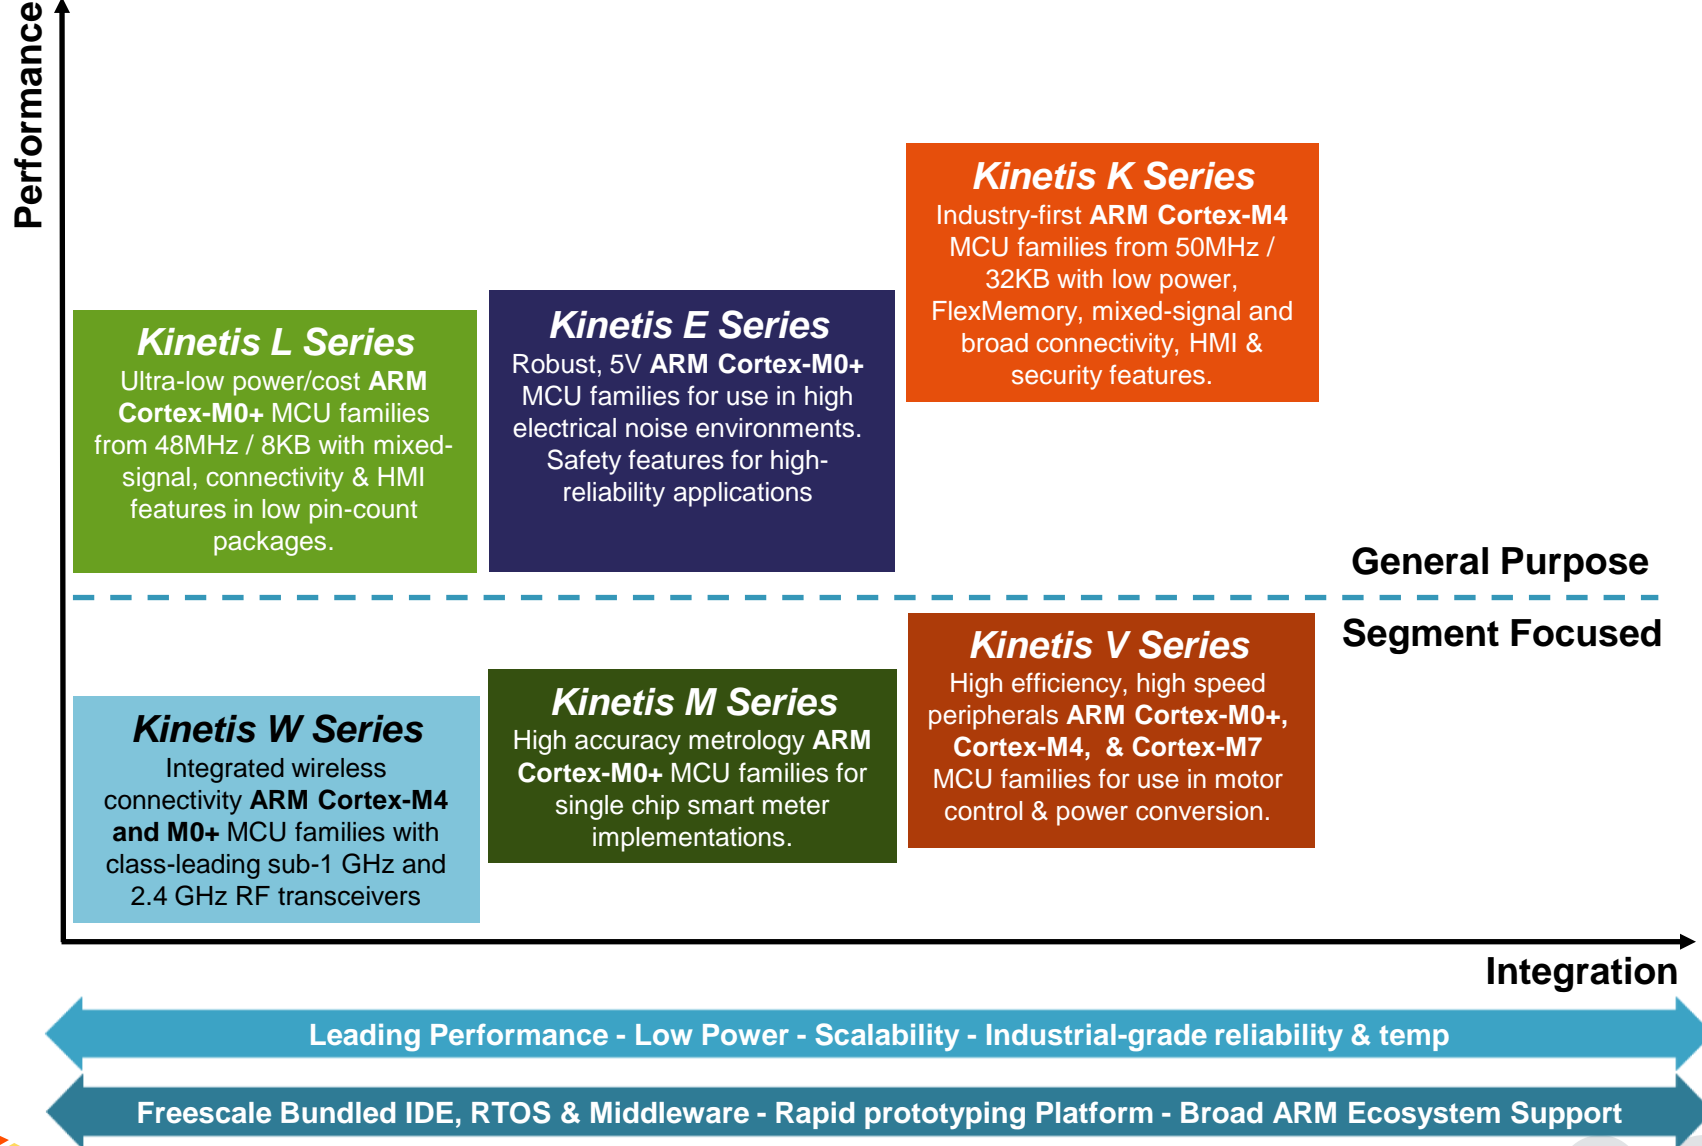 Performance
Kinetis K Series
Industry-first ARM Cortex-M4
MCU families from 50MHz /
32KB with low power,
FlexMemory, mixed-signal and
broad connectivity, HMI &
security features.
Kinetis E Series
Robust, 5V ARM Cortex-M0+
MCU families for use in high
electrical noise environments.
Safety features for high-
reliability applications
Kinetis L Series
Ultra-low power/cost ARM
Cortex-M0+ MCU families
from 48MHz / 8KB with mixed-
signal, connectivity & HMI
features in low pin-count
packages.
General Purpose
Segment Focused
Kinetis V Series
High efficiency, high speed
peripherals ARM Cortex-M0+,
Cortex-M4, & Cortex-M7
MCU families for use in motor
control & power conversion.
Kinetis M Series
High accuracy metrology ARM
Cortex-M0+ MCU families for
single chip smart meter
implementations.
Kinetis W Series
Integrated wireless
connectivity ARM Cortex-M4
and M0+ MCU families with
class-leading sub-1 GHz and
2.4 GHz RF transceivers
Integration
Leading Performance - Low Power - Scalability - Industrial-grade reliability & temp
Freescale Bundled IDE, RTOS & Middleware - Rapid prototyping Platform - Broad ARM Ecosystem Support